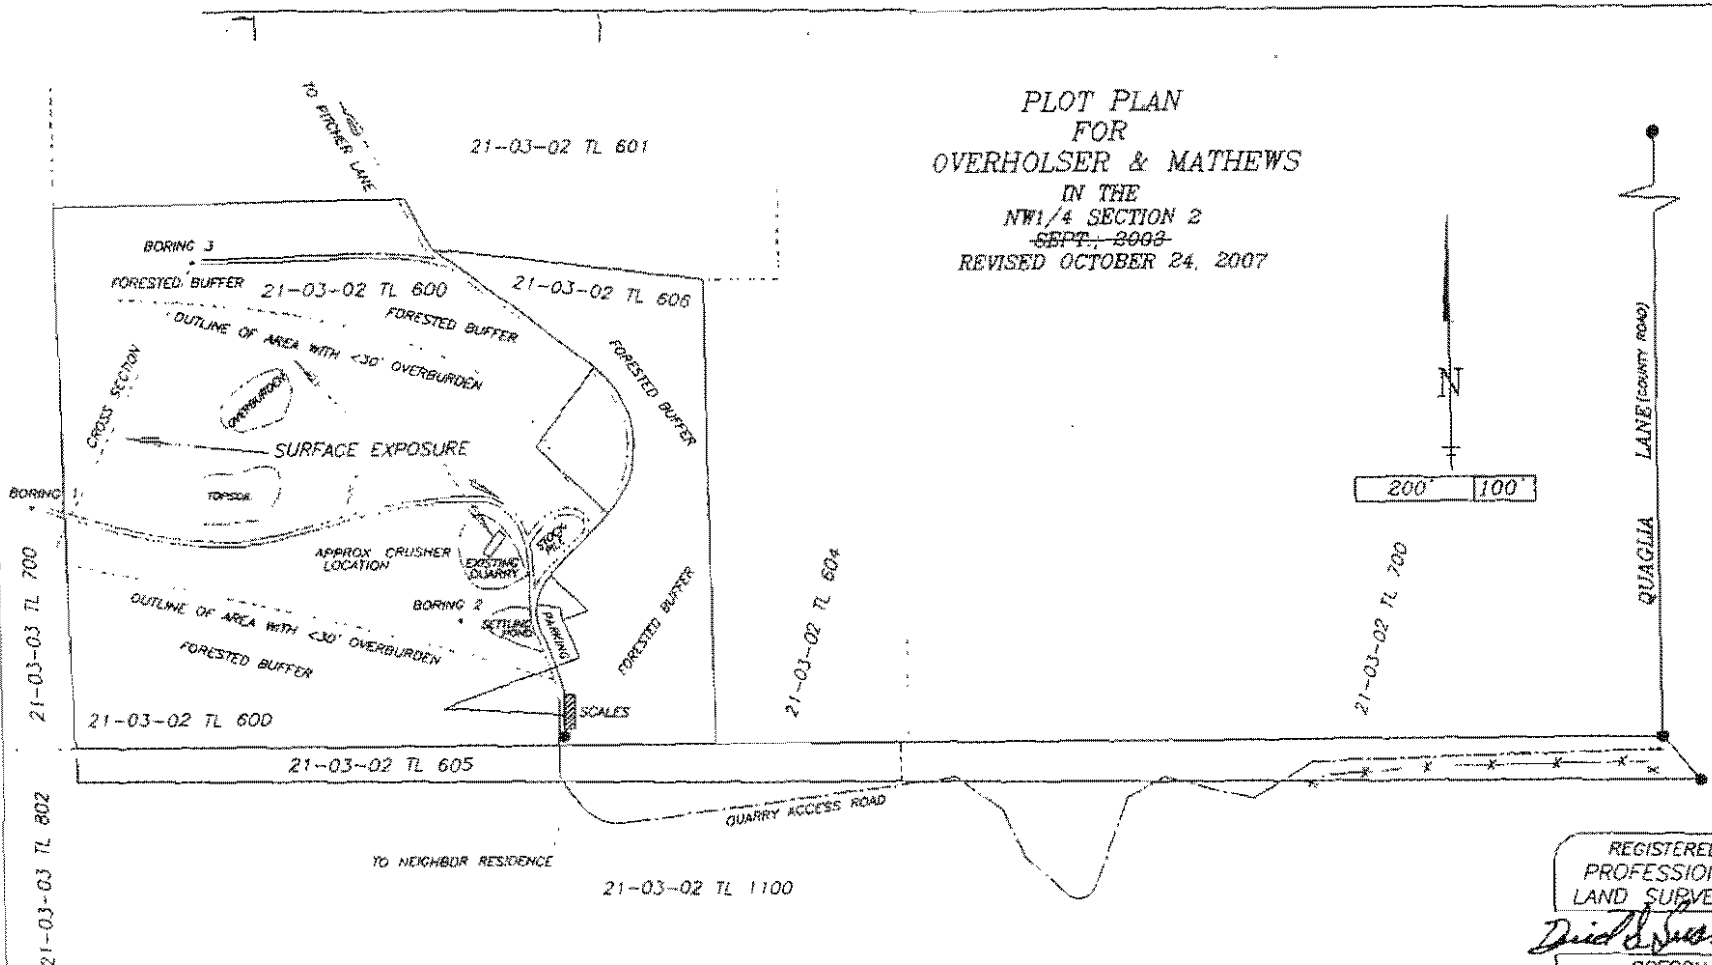 PLOT PLAN
FOR
OVERHOLSER & MATHEWS
IN THE
NW1/4 SECTION 2
SEPT., 2003
REVISED OCTOBER 24, 2007
TO PITCHER LANE
21-03-02 TL 601
BORING 3
FORESTED BUFFER
21-03-02 TL 600
21-03-02 TL 606
FORESTED BUFFER
OUTLINE OF AREA WITH <30' OVERBURDEN
FORESTED BUFFER
CROSS SECTION
OVERBURDEN
SURFACE EXPOSURE
BORING 1
TOPSOIL
STOCK
PILE
APPROX CRUSHER
LOCATION
EXISTING
QUARRY
BORING 2
SETTLING
POND
PARKING
OUTLINE OF AREA WITH <30' OVERBURDEN
FORESTED BUFFER
FORESTED BUFFER
21-03-02 TL 600
SCALES
21-03-02 TL 605
QUARRY ACCESS ROAD
TO NEIGHBOR RESIDENCE
21-03-02 TL 1100
21-03-03 TL 700
21-03-03 TL 802
21-03-02 TL 604
21-03-02 TL 700
N
200' 100'
QUAGLIA LANE (COUNTY ROAD)
REGISTERED
PROFESSION
LAND SURVE